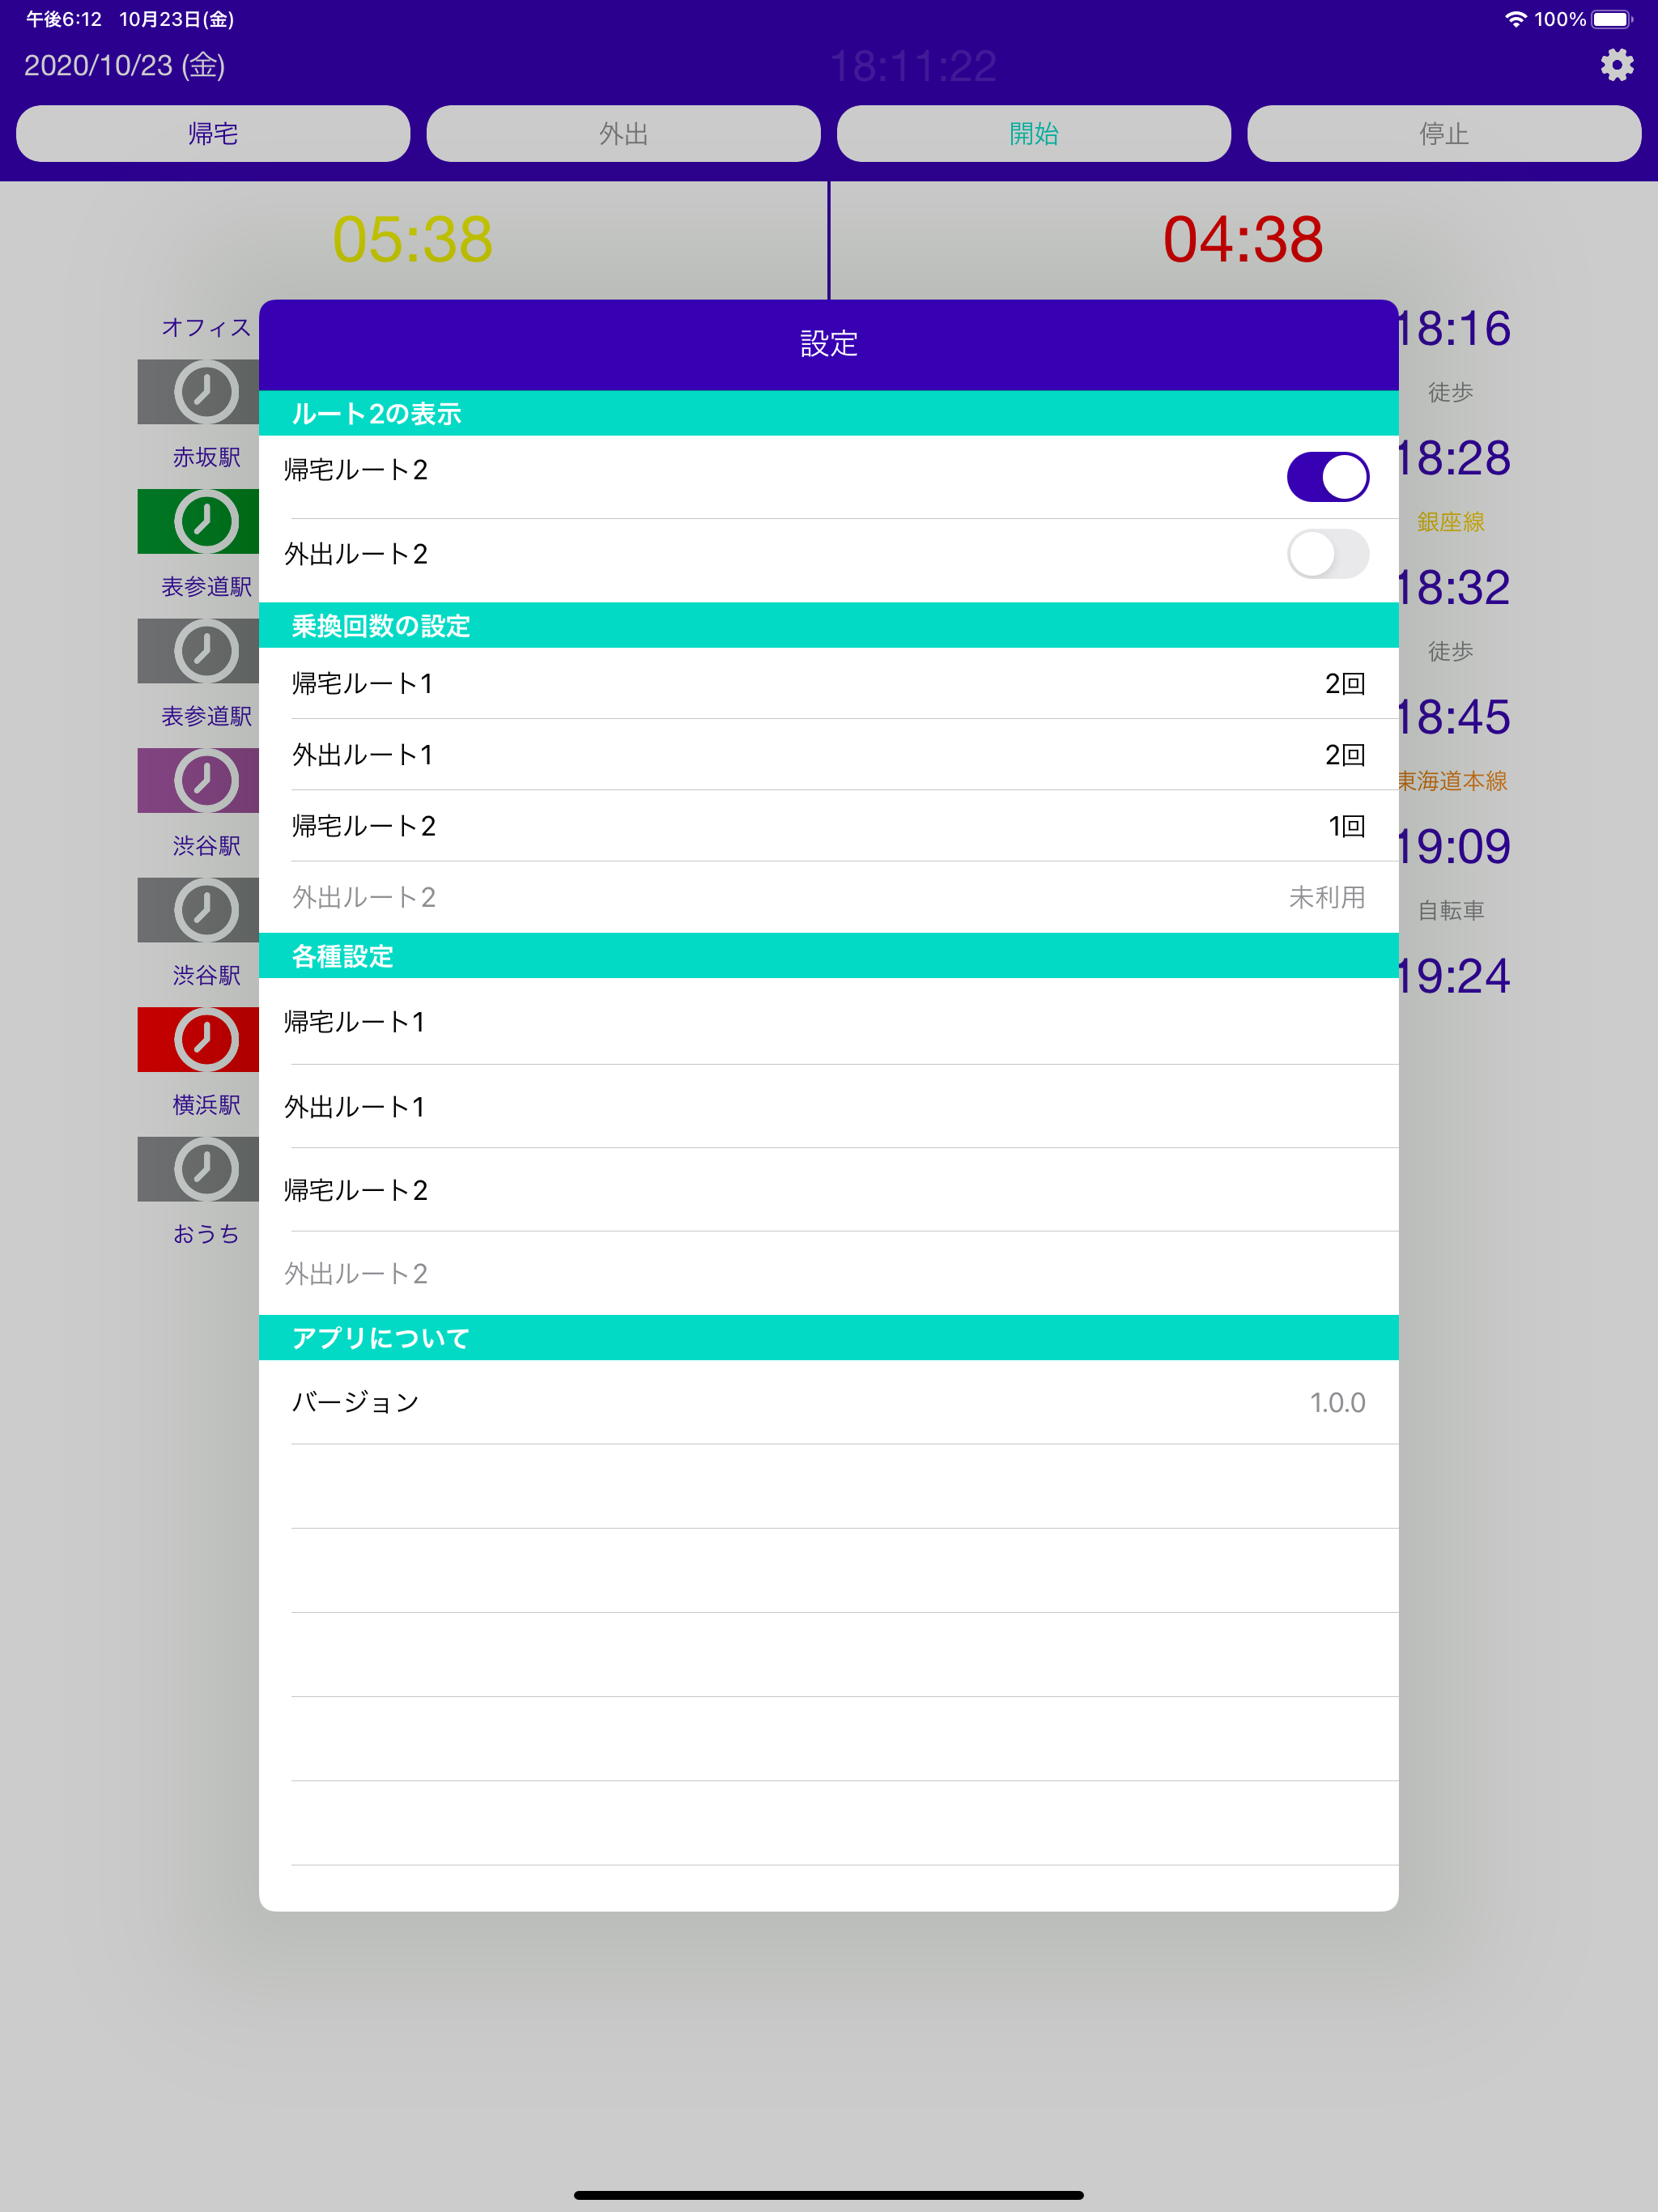 午後6:12 10月23日(金) 100%
2020/10/23 (金) 18:11:22
帰宅 外出 開始 停止
05:38 04:38
オフィス
赤坂駅
表参道駅
表参道駅
渋谷駅
渋谷駅
横浜駅
おうち
設定
ルート2の表示
帰宅ルート2
外出ルート2
乗換回数の設定
帰宅ルート1 2回
外出ルート1 2回
帰宅ルート2 1回
外出ルート2 未利用
各種設定
帰宅ルート1
外出ルート1
帰宅ルート2
外出ルート2
アプリについて
バージョン 1.0.0
18:16
徒歩
18:28
銀座線
18:32
徒歩
18:45
東海道本線
19:09
自転車
19:24